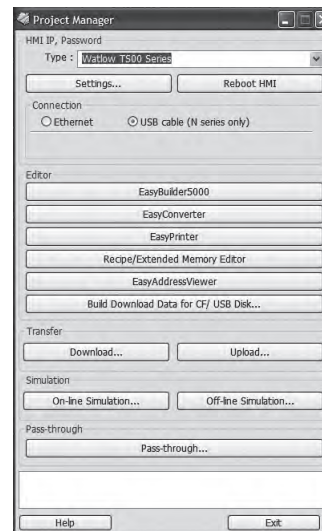 Project Manager
HMI IP, Password
Type : Watlow TS00 Series
Settings... Reboot HMI
Connection
Ethernet USB cable (N series only)
Editor
EasyBuilder5000
EasyConverter
EasyPrinter
Recipe/Extended Memory Editor
EasyAddressViewer
Build Download Data for CF/ USB Disk...
Transfer
Download... Upload...
Simulation
On-line Simulation... Off-line Simulation...
Pass-through
Pass-through...
Help Exit